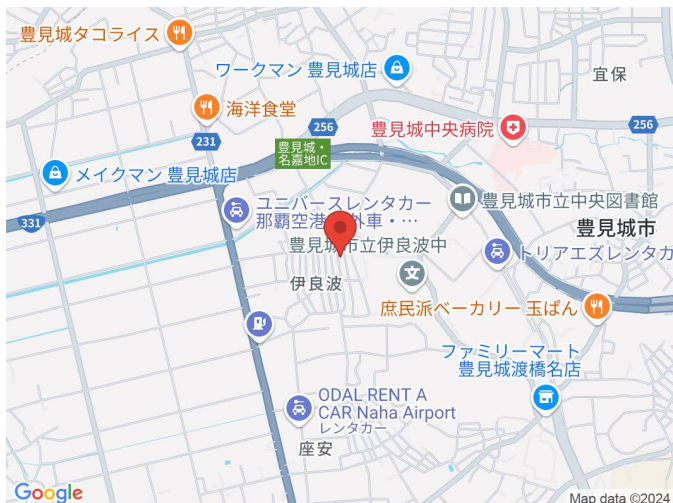 豊見城タコライス
ワークマン 豊見城店
宜保
海洋食堂
256
豊見城中央病院
256
231
豊見城・
名嘉地IC
メイクマン 豊見城店
ユニバースレンタカー
豊見城市立中央図書館
331
豊見城市
豊見城市立伊良波中
トリアエズレンタカ
伊良波
文
庶民派ベーカリー 玉ぱん
ファミリーマート
豊見城渡橋名店
ODAL RENT A
CAR Naha Airport
レンタカー
座安
Google
Map data ©2024